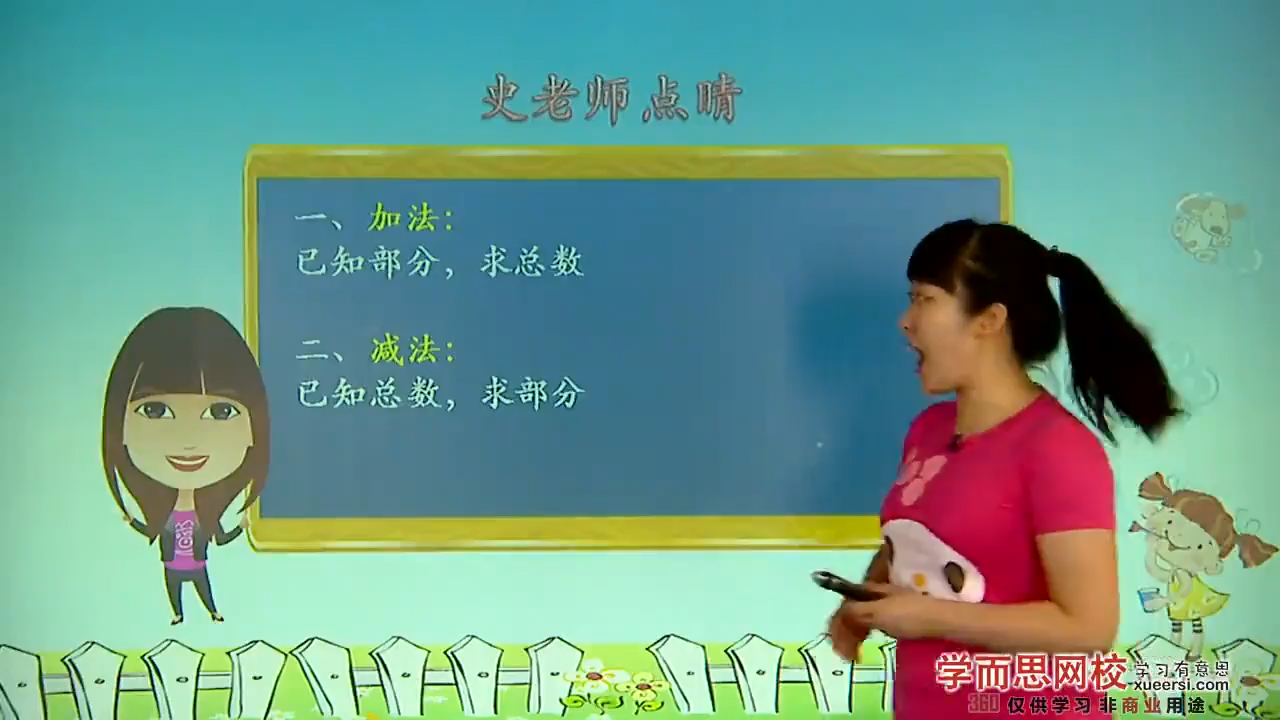 史老师点睛
一、加法：
已知部分，求总数
二、减法：
已知总数，求部分
学而思网校
学习有意思
xueersi.com
360
仅供学习 非商业用途